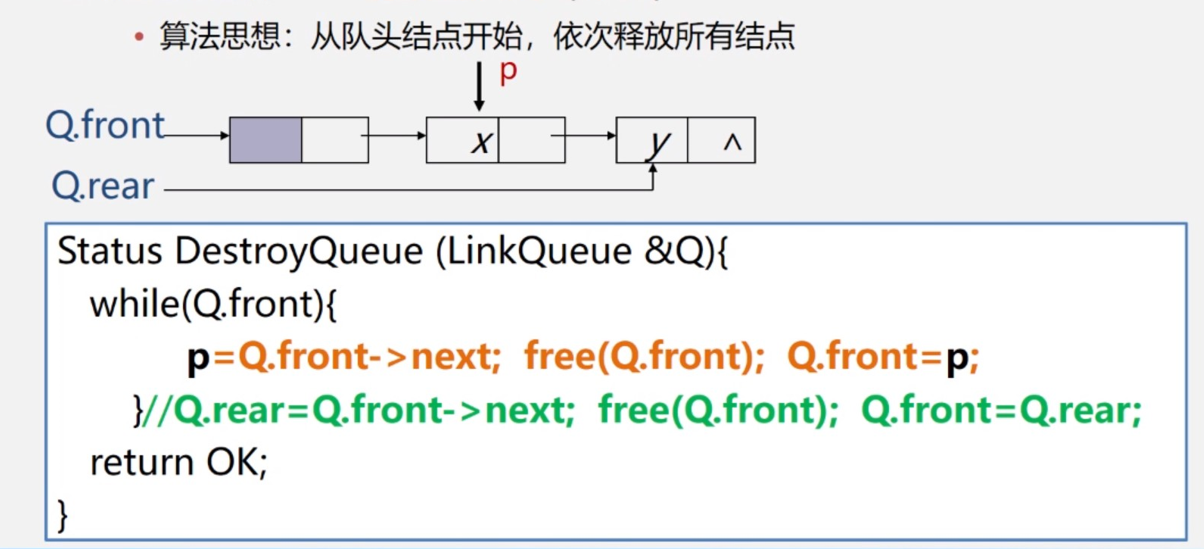 • 算法思想：从队头结点开始，依次释放所有结点
p
Q.front
x
y ^
Q.rear
Status DestroyQueue (LinkQueue &Q){
while(Q.front){
p=Q.front->next; free(Q.front); Q.front=p;
}//Q.rear=Q.front->next; free(Q.front); Q.front=Q.rear;
return OK;
}